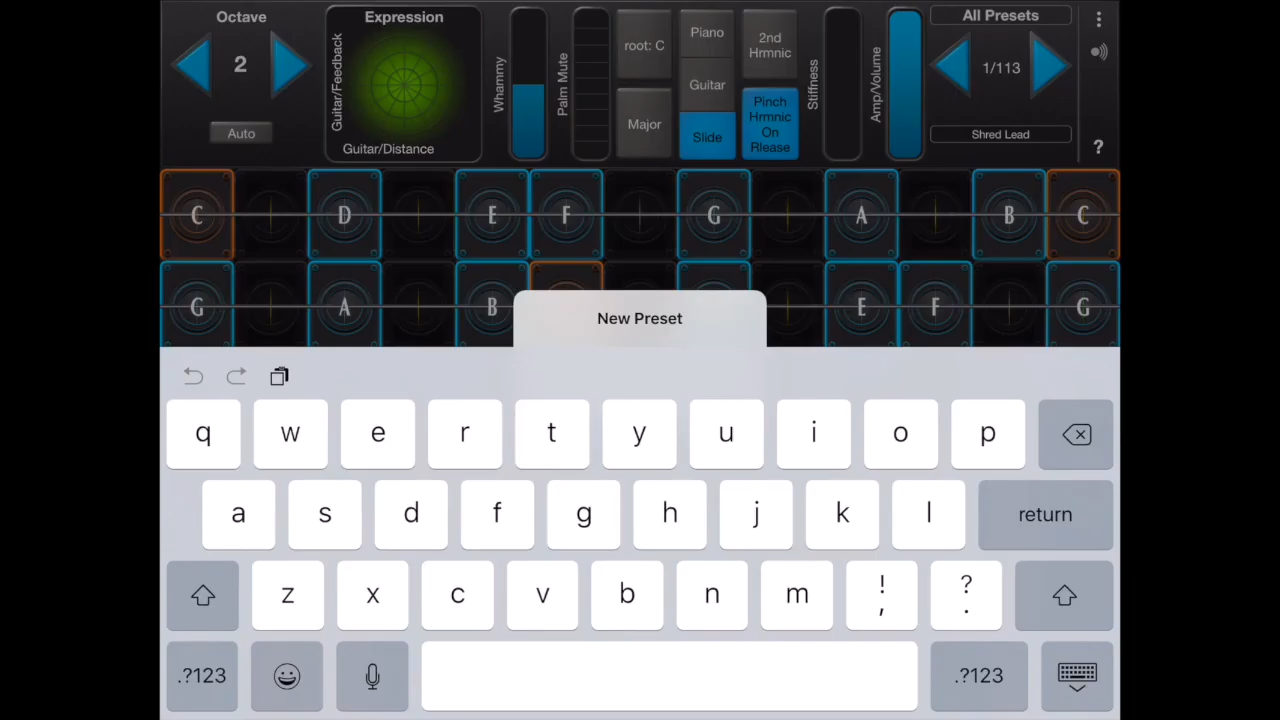 Octave
2
Auto
Expression
Guitar/Feedback
Guitar/Distance
Whammy
Palm Mute
root: C
Major
Piano
Guitar
Slide
2nd
Hrmnic
Pinch
Hrmnic
On
Rlease
Stiffness
Amp/Volume
All Presets
1/113
Shred Lead
?
C D E F G A B C
G A B E F G
New Preset
q w e r t y u i o p
a s d f g h j k l return
z x c v b n m ! , ? .
.?123 .?123